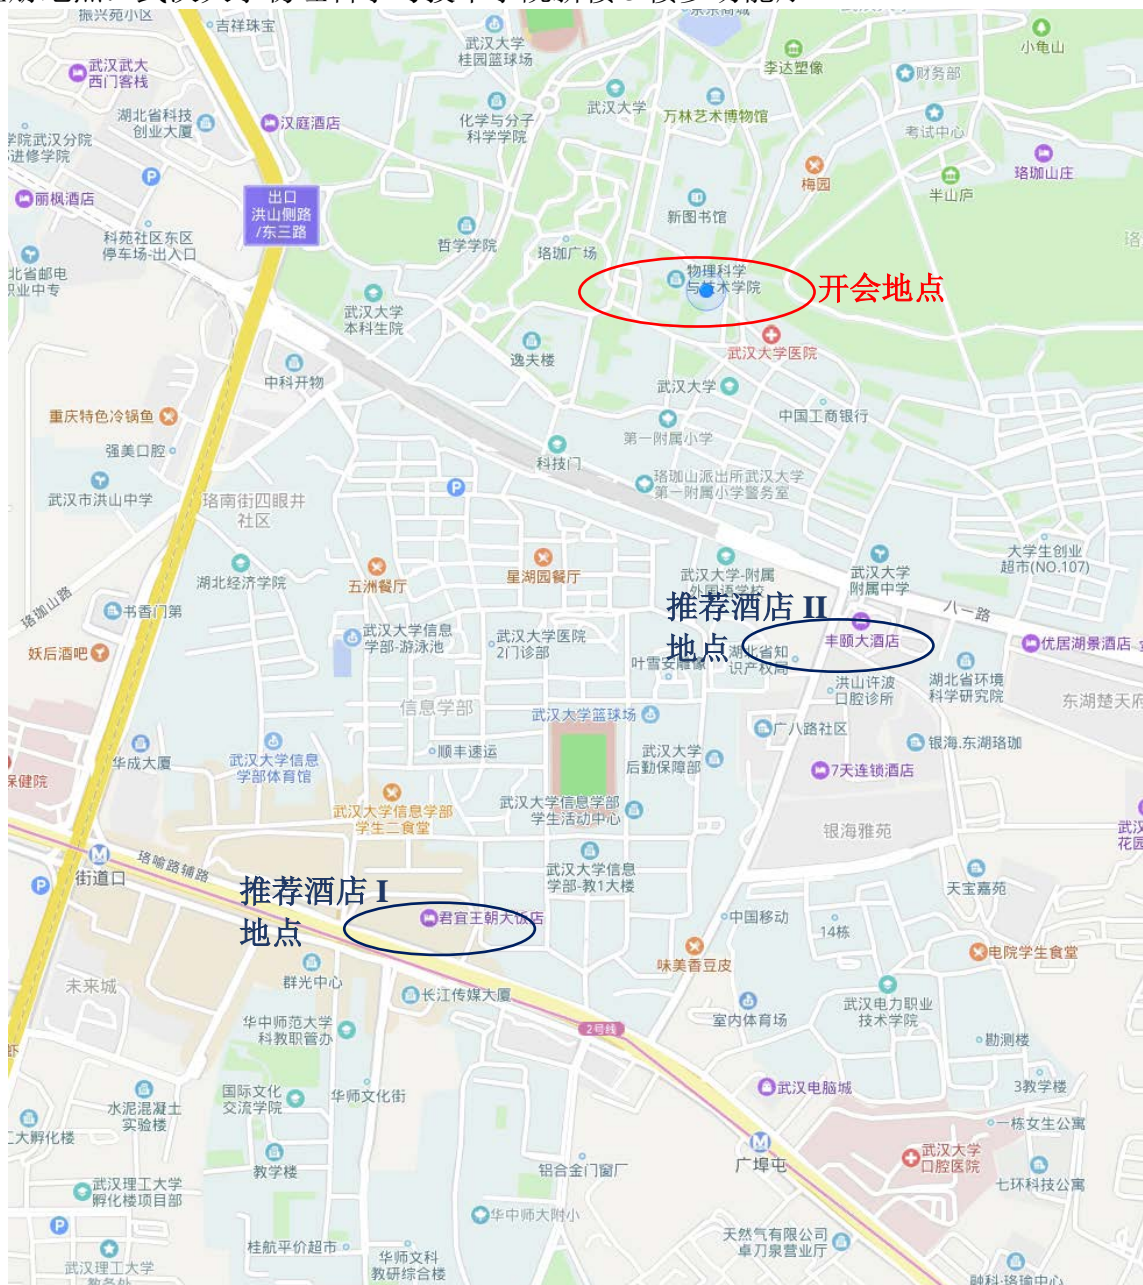 振兴苑小区
吉祥珠宝
武汉大学
桂园篮球场
李达塑像
小龟山
武汉武大
西门客栈
财务部
武汉大学
万林艺术博物馆
湖北省科技
创业大厦
汉庭酒店
化学与分子
科学学院
考试中心
学院武汉分院
进修学院
丽枫酒店
出口
洪山侧路
/东三路
梅园
珞珈山庄
半山庐
新图书馆
科苑社区东区
停车场-出入口
哲学学院
珞珈广场
珞
北省邮电
职业中专
物理科学
与技术学院
开会地点
武汉大学
本科生院
逸夫楼
武汉大学医院
中科开物
武汉大学
重庆特色冷锅鱼
中国工商银行
强美口腔
第一附属小学
科技门
武汉市洪山中学
珞南街四眼井
社区
珞珈山派出所武汉大学
第一附属小学警务室
湖北经济学院
五洲餐厅
星湖园餐厅
武汉大学-附属
外国语学校
武汉大学
附属中学
大学生创业
超市(NO.107)
珞珈山路
书香门第
推荐酒店 II
地点
八一路
妖后酒吧
武汉大学信息
学部-游泳池
武汉大学医院
2门诊部
叶雪安雕像
湖北省知
识产权局
丰颐大酒店
优居湖景酒店
洪山许波
口腔诊所
湖北省环境
科学研究院
东湖楚天府
信息学部
武汉大学篮球场
广八路社区
银海.东湖珞珈
华成大厦
武汉大学信息
学部体育馆
顺丰速运
武汉大学
后勤保障部
7天连锁酒店
保健院
武汉大学信息学部
学生二食堂
武汉大学信息学部
学生活动中心
银海雅苑
武汉
花园
街道口
珞喻路辅路
武汉大学信息
学部-教1大楼
天宝嘉苑
推荐酒店 I
地点
君宜王朝大饭店
中国移动
14栋
味美香豆皮
电院学生食堂
未来城
群光中心
长江传媒大厦
室内体育场
武汉电力职业
技术学院
华中师范大学
科教职管办
2号线
勘测楼
虾
水泥混凝土
实验楼
国际文化
交流学院
华师文化街
武汉电脑城
3教学楼
工大孵化楼
一栋女生公寓
教学楼
铝合金门窗厂
广埠屯
武汉大学
口腔医院
七环科技公寓
武汉理工大学
孵化楼项目部
华中师大附小
天然气有限公司
卓刀泉营业厅
武汉理工大学
桂航平价超市
华师文科
教研综合楼
融科·珞瑜中心